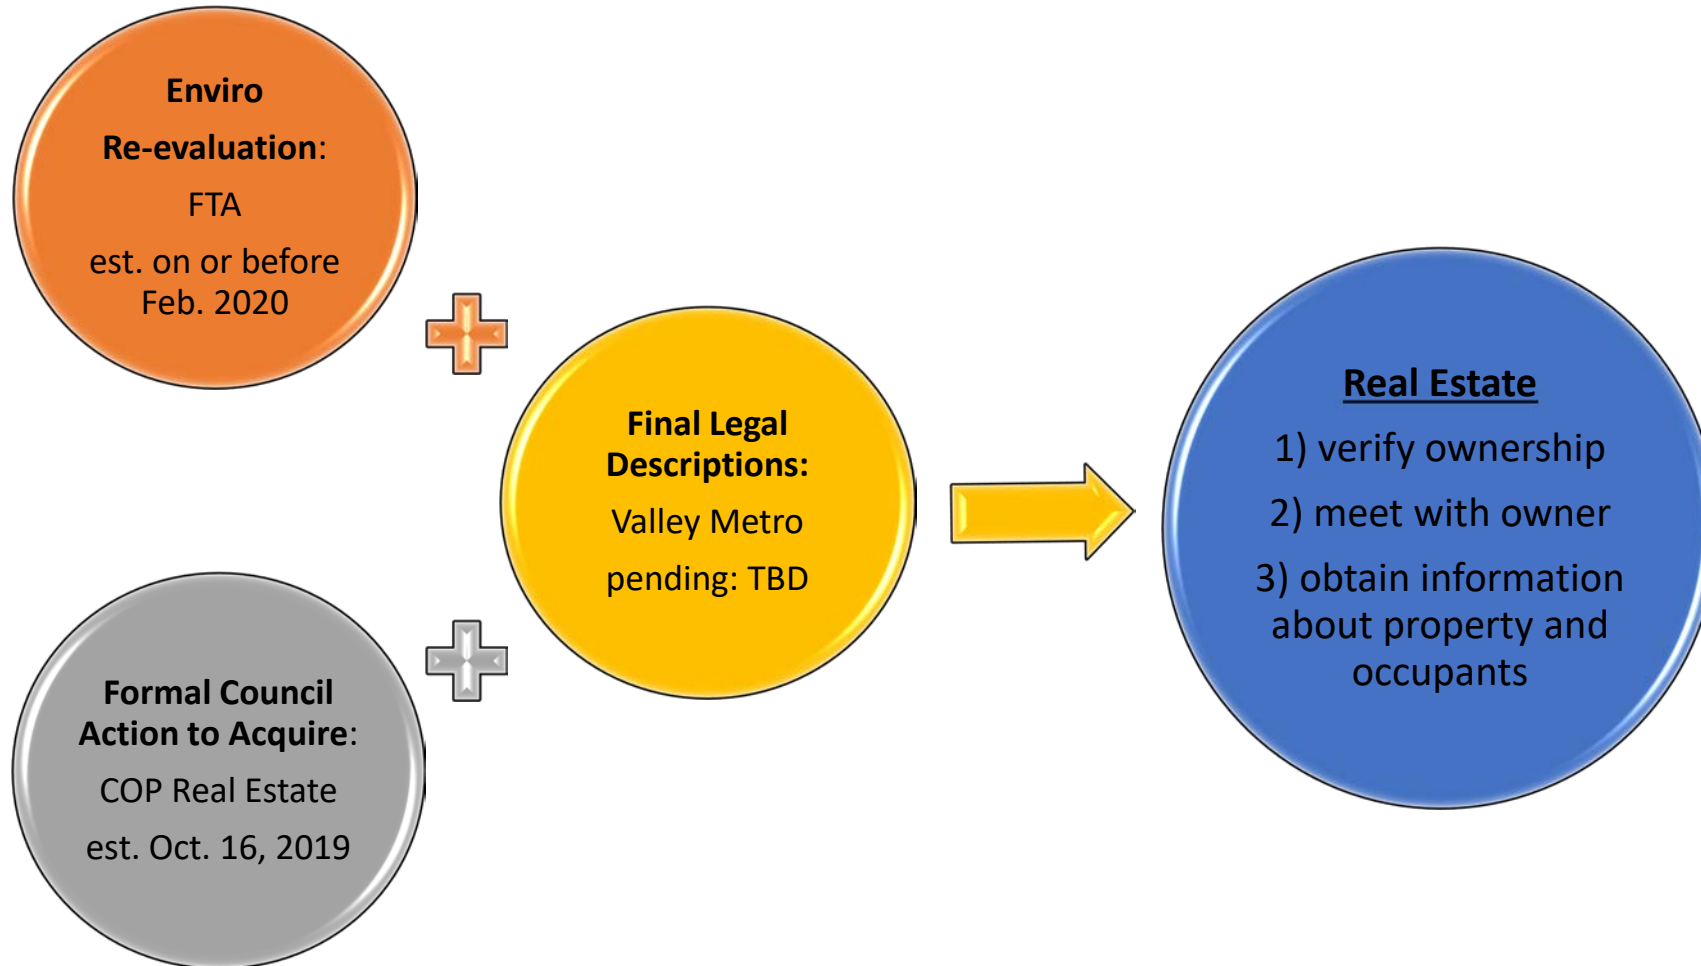 Enviro
Re-evaluation:
FTA
est. on or before
Feb. 2020
Formal Council
Action to Acquire:
COP Real Estate
est. Oct. 16, 2019
Final Legal
Descriptions:
Valley Metro
pending: TBD
Real Estate
1) verify ownership
2) meet with owner
3) obtain information
about property and
occupants